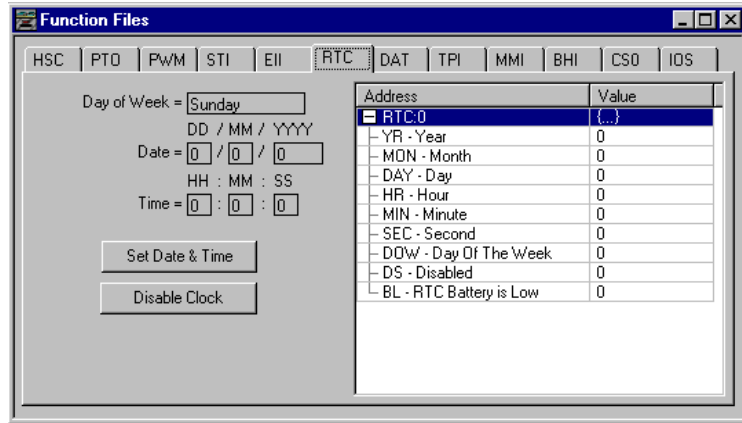 Function Files
HSC PTO PWM STI EII RTC DAT TPI MMI BHI CS0 IOS
Day of Week = Sunday
DD / MM / YYYY
Date = 0 / 0 / 0
HH : MM : SS
Time = 0 : 0 : 0
Set Date & Time
Disable Clock
Address Value
RTC:0 {...}
YR - Year 0
MON - Month 0
DAY - Day 0
HR - Hour 0
MIN - Minute 0
SEC - Second 0
DOW - Day Of The Week 0
DS - Disabled 0
BL - RTC Battery is Low 0